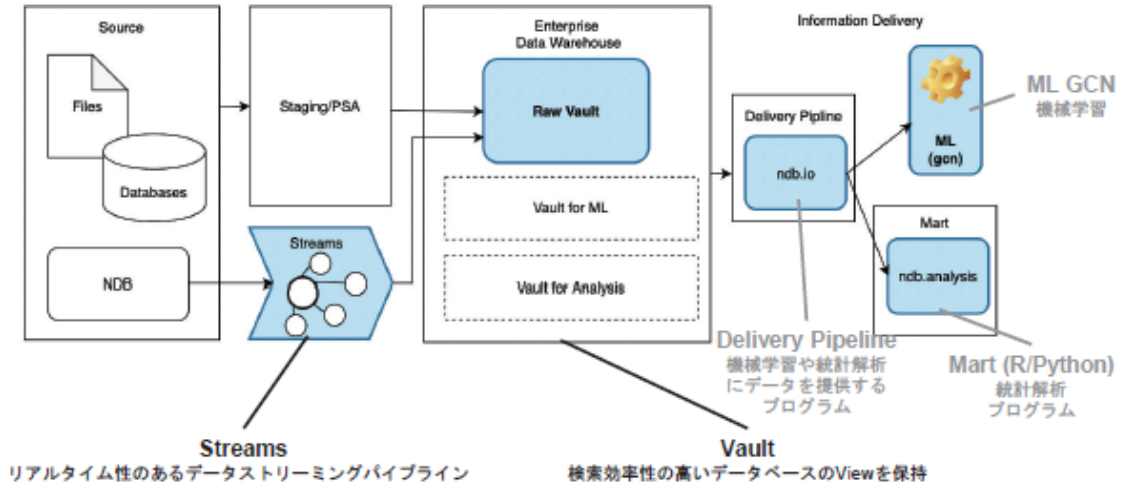 Source
Files
Databases
NDB
Staging/PSA
Streams
Enterprise
Data Warehouse
Raw Vault
Vault for ML
Vault for Analysis
Information Delivery
Delivery Pipline
ndb.io
ML
(gcn)
Mart
ndb.analysis
ML GCN
機械学習
Delivery Pipeline
機械学習や統計解析
にデータを提供する
プログラム
Mart (R/Python)
統計解析
プログラム
Streams
リアルタイム性のあるデータストリーミングパイプライン
Vault
検索効率性の高いデータベースのViewを保持